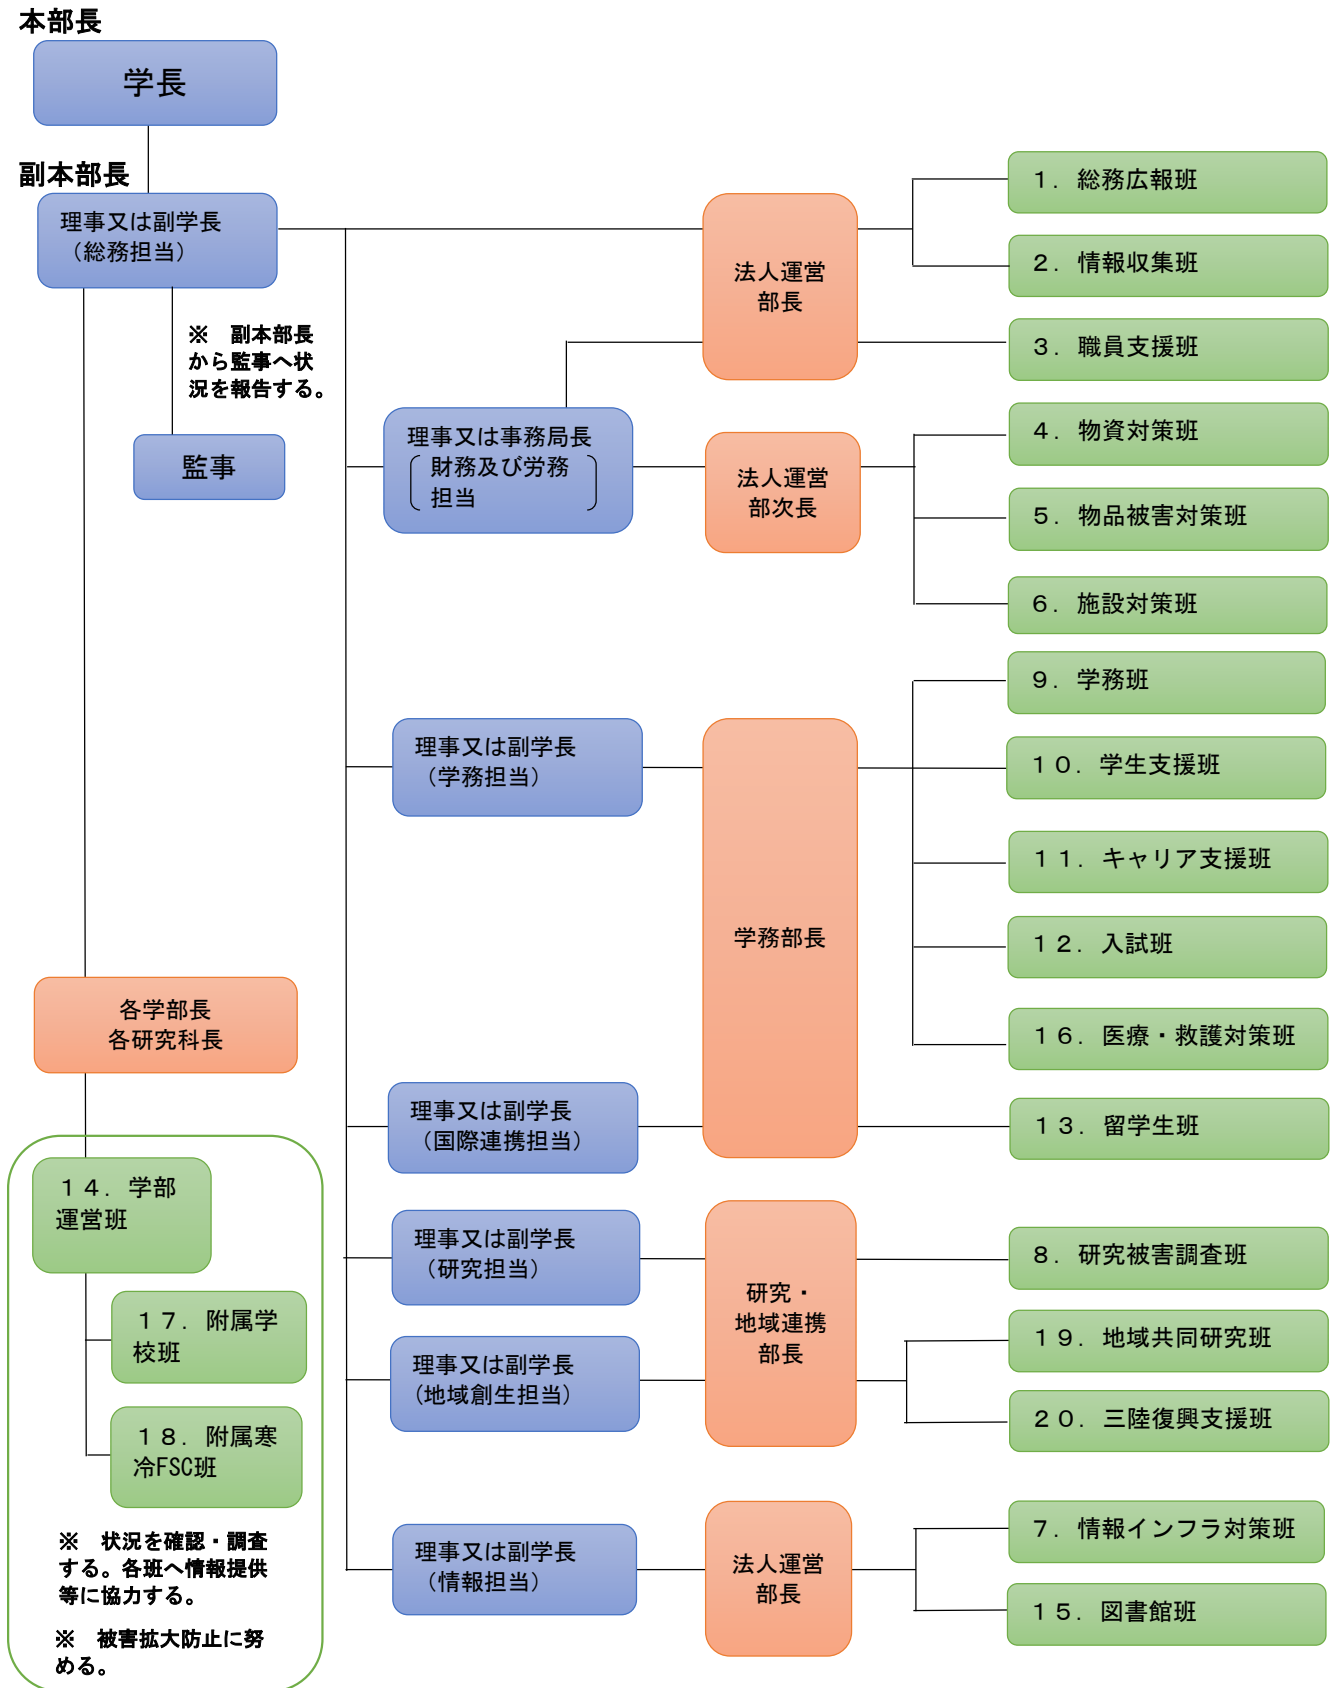 本部長
学長
副本部長
理事又は副学長
（総務担当）
※　副本部長
から監事へ状
況を報告する。
監事
法人運営
部長
１．総務広報班
２．情報収集班
３．職員支援班
理事又は事務局長
財務及び労務
担当
法人運営
部次長
４．物資対策班
５．物品被害対策班
６．施設対策班
理事又は副学長
（学務担当）
学務部長
９．学務班
１０．学生支援班
１１．キャリア支援班
１２．入試班
１６．医療・救護対策班
理事又は副学長
（国際連携担当）
１３．留学生班
理事又は副学長
（研究担当）
研究・
地域連携
部長
８．研究被害調査班
理事又は副学長
（地域創生担当）
１９．地域共同研究班
２０．三陸復興支援班
理事又は副学長
（情報担当）
法人運営
部長
７．情報インフラ対策班
１５．図書館班
各学部長
各研究科長
１４．学部
運営班
１７．附属学
校班
１８．附属寒
冷FSC班
※　状況を確認・調査
する。各班へ情報提供
等に協力する。
※　被害拡大防止に努
める。